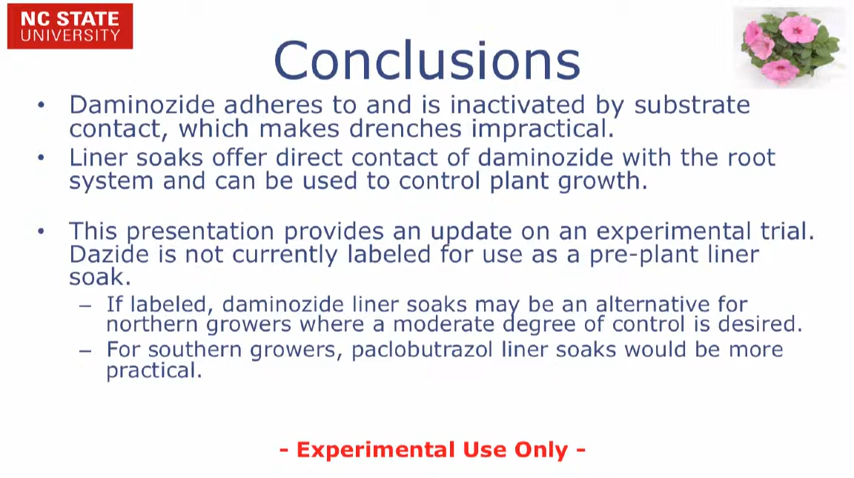 NC STATE
UNIVERSITY
Conclusions
• Daminozide adheres to and is inactivated by substrate
contact, which makes drenches impractical.
• Liner soaks offer direct contact of daminozide with the root
system and can be used to control plant growth.
• This presentation provides an update on an experimental trial.
Dazide is not currently labeled for use as a pre-plant liner
soak.
– If labeled, daminozide liner soaks may be an alternative for
northern growers where a moderate degree of control is desired.
– For southern growers, paclobutrazol liner soaks would be more
practical.
- Experimental Use Only -